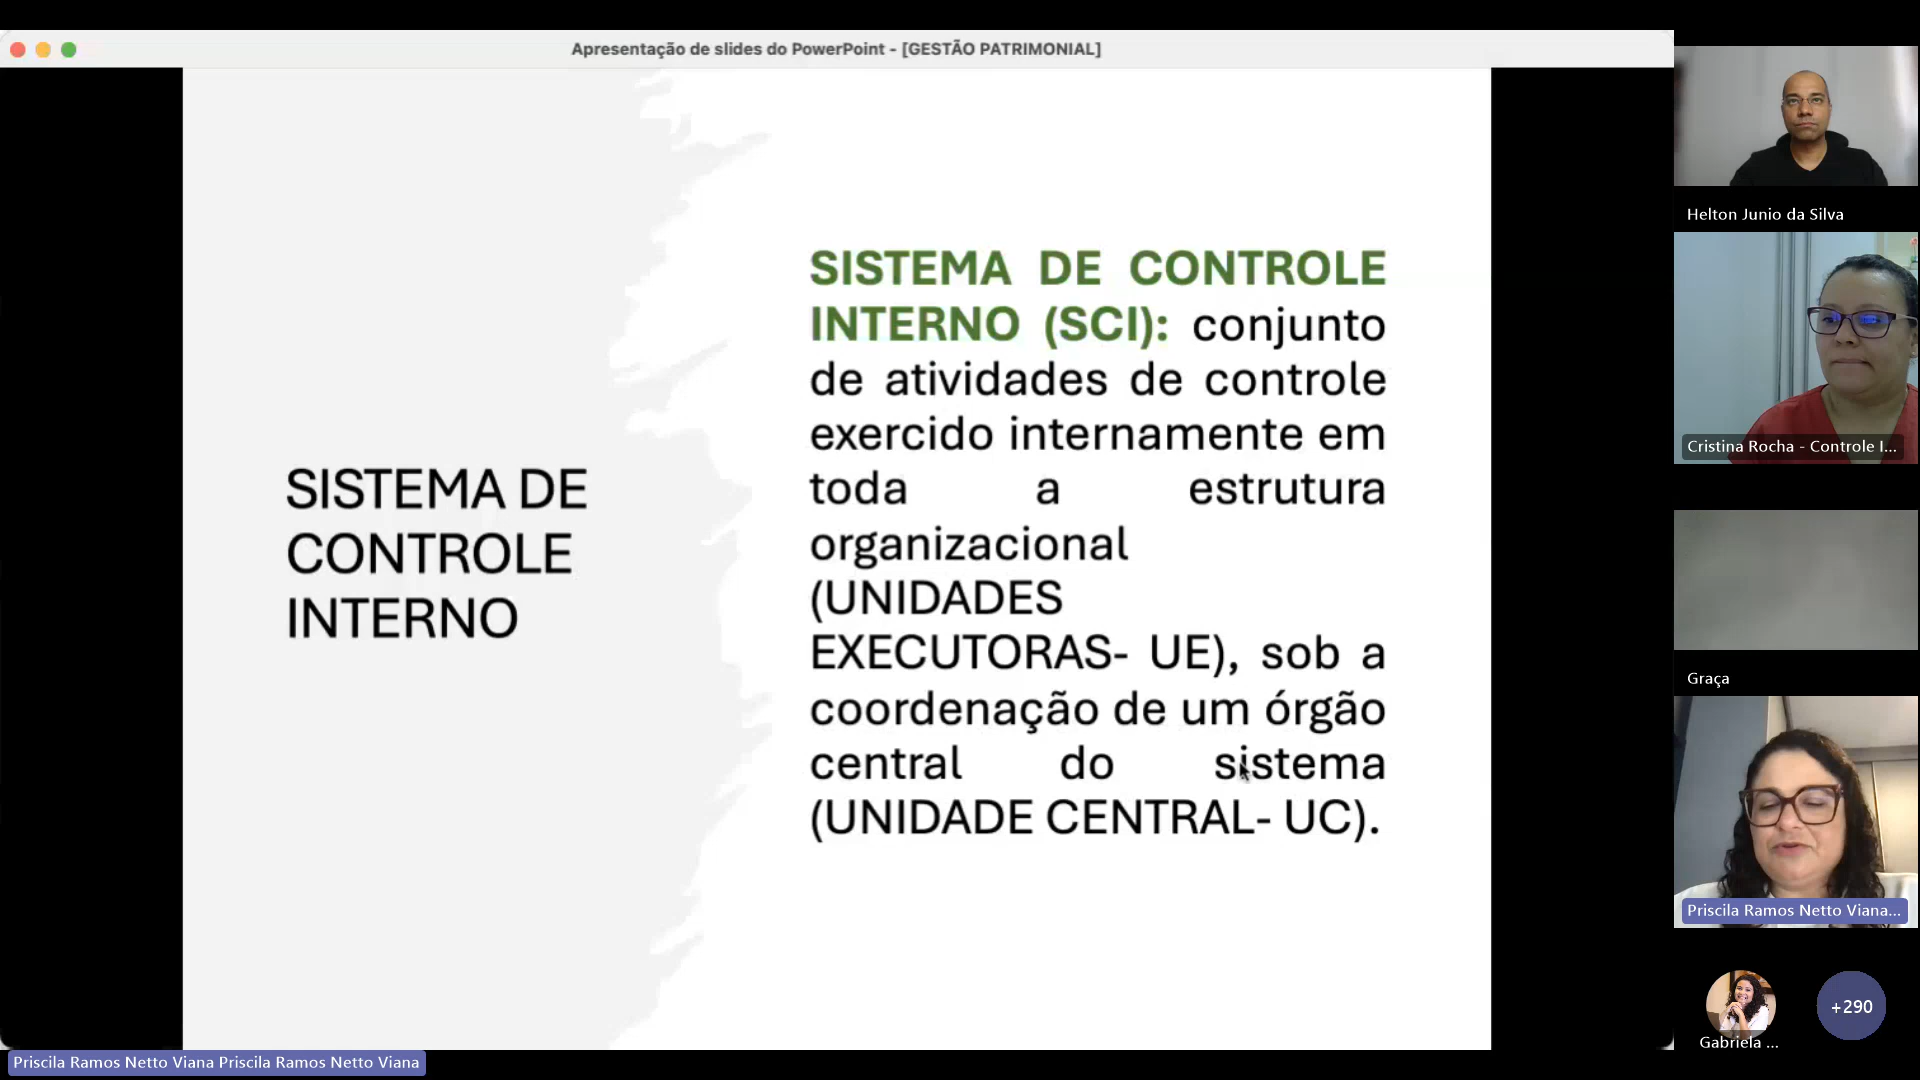 Apresentação de slides do PowerPoint - [GESTÃO PATRIMONIAL]
SISTEMA DE
CONTROLE
INTERNO
SISTEMA DE CONTROLE
INTERNO (SCI): conjunto
de atividades de controle
exercido internamente em
toda a estrutura
organizacional
(UNIDADES
EXECUTORAS- UE), sob a
coordenação de um órgão
central do sistema
(UNIDADE CENTRAL- UC).
Helton Junio da Silva
Cristina Rocha - Controle I...
Graça
Priscila Ramos Netto Viana...
Gabriela ...
+290
Priscila Ramos Netto Viana Priscila Ramos Netto Viana